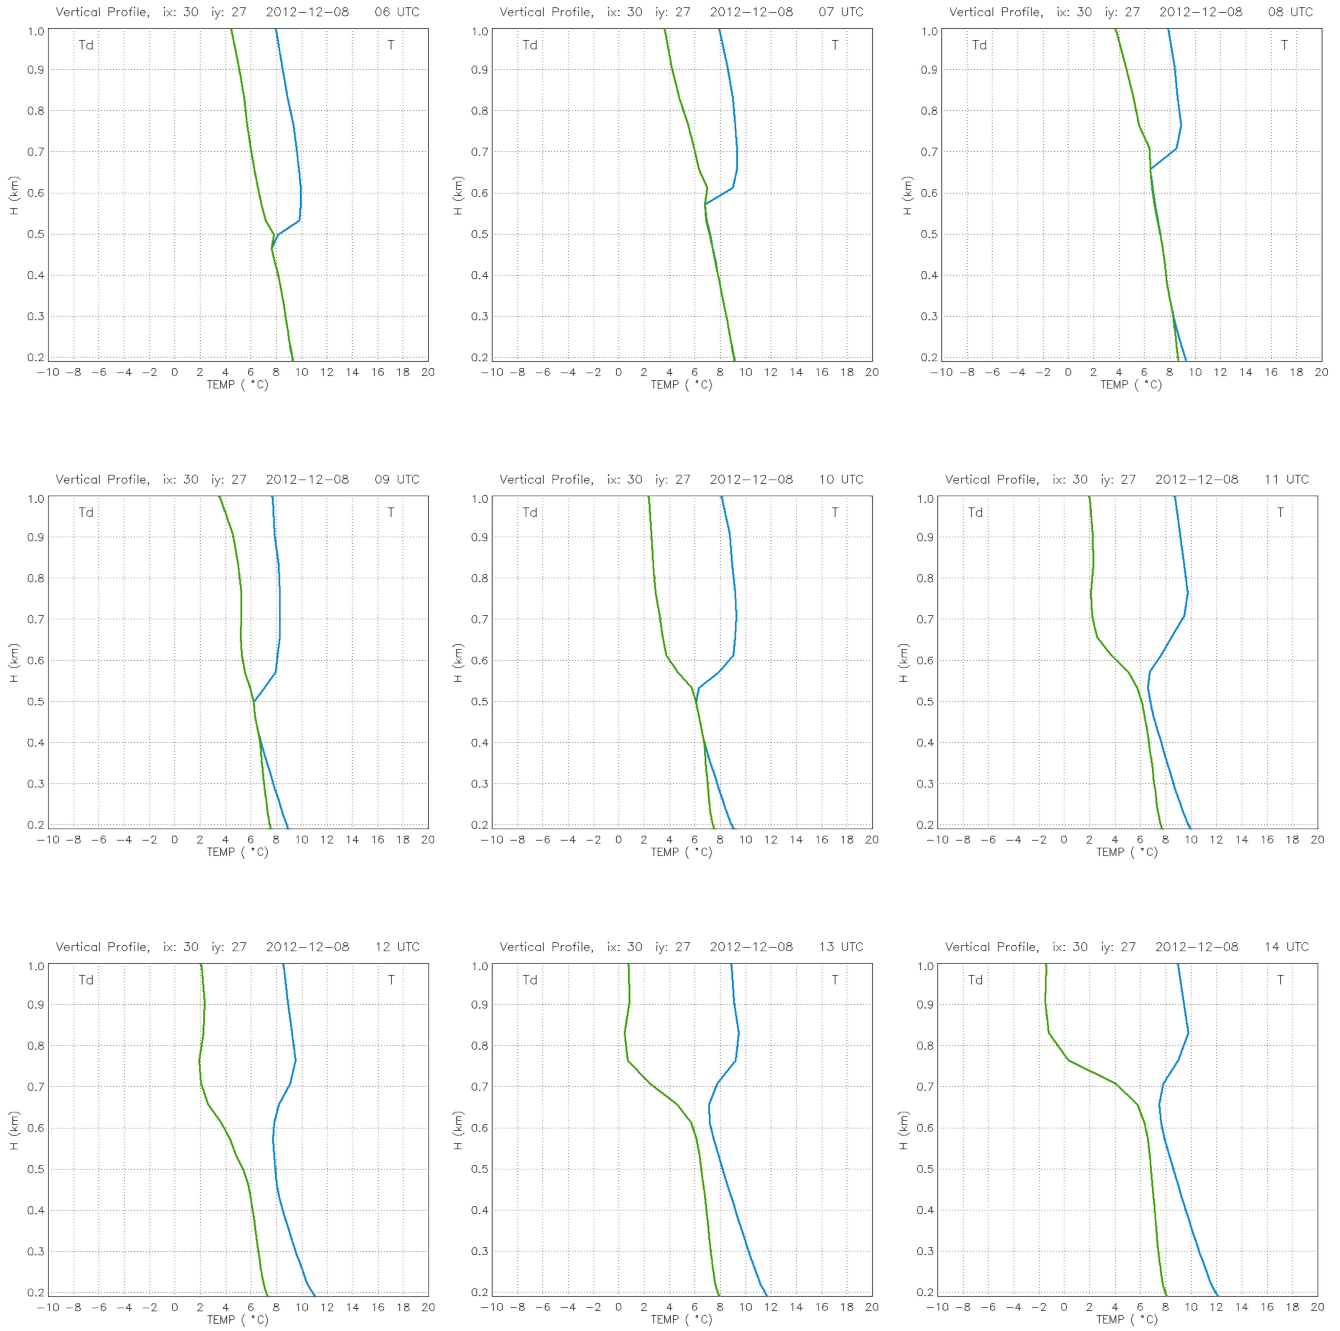 Vertical Profile, ix: 30 iy: 27 2012-12-08 06 UTC
Td T
1.0
0.9
0.8
0.7
0.6
0.5
0.4
0.3
0.2
H (km)
-10 -8 -6 -4 -2 0 2 4 6 8 10 12 14 16 18 20
TEMP ( °C)
Vertical Profile, ix: 30 iy: 27 2012-12-08 07 UTC
Td T
1.0
0.9
0.8
0.7
0.6
0.5
0.4
0.3
0.2
H (km)
-10 -8 -6 -4 -2 0 2 4 6 8 10 12 14 16 18 20
TEMP ( °C)
Vertical Profile, ix: 30 iy: 27 2012-12-08 08 UTC
Td T
1.0
0.9
0.8
0.7
0.6
0.5
0.4
0.3
0.2
H (km)
-10 -8 -6 -4 -2 0 2 4 6 8 10 12 14 16 18 20
TEMP ( °C)
Vertical Profile, ix: 30 iy: 27 2012-12-08 09 UTC
Td T
1.0
0.9
0.8
0.7
0.6
0.5
0.4
0.3
0.2
H (km)
-10 -8 -6 -4 -2 0 2 4 6 8 10 12 14 16 18 20
TEMP ( °C)
Vertical Profile, ix: 30 iy: 27 2012-12-08 10 UTC
Td T
1.0
0.9
0.8
0.7
0.6
0.5
0.4
0.3
0.2
H (km)
-10 -8 -6 -4 -2 0 2 4 6 8 10 12 14 16 18 20
TEMP ( °C)
Vertical Profile, ix: 30 iy: 27 2012-12-08 11 UTC
Td T
1.0
0.9
0.8
0.7
0.6
0.5
0.4
0.3
0.2
H (km)
-10 -8 -6 -4 -2 0 2 4 6 8 10 12 14 16 18 20
TEMP ( °C)
Vertical Profile, ix: 30 iy: 27 2012-12-08 12 UTC
Td T
1.0
0.9
0.8
0.7
0.6
0.5
0.4
0.3
0.2
H (km)
-10 -8 -6 -4 -2 0 2 4 6 8 10 12 14 16 18 20
TEMP ( °C)
Vertical Profile, ix: 30 iy: 27 2012-12-08 13 UTC
Td T
1.0
0.9
0.8
0.7
0.6
0.5
0.4
0.3
0.2
H (km)
-10 -8 -6 -4 -2 0 2 4 6 8 10 12 14 16 18 20
TEMP ( °C)
Vertical Profile, ix: 30 iy: 27 2012-12-08 14 UTC
Td T
1.0
0.9
0.8
0.7
0.6
0.5
0.4
0.3
0.2
H (km)
-10 -8 -6 -4 -2 0 2 4 6 8 10 12 14 16 18 20
TEMP ( °C)